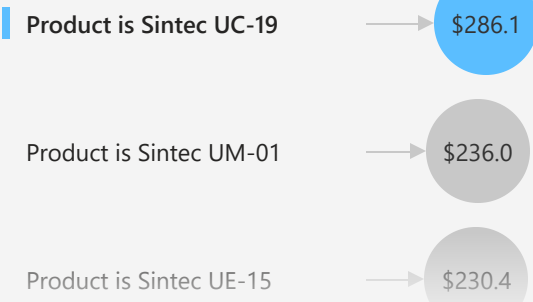 Product is Sintec UC-19 $286.1
Product is Sintec UM-01 $236.0
Product is Sintec UE-15 $230.4